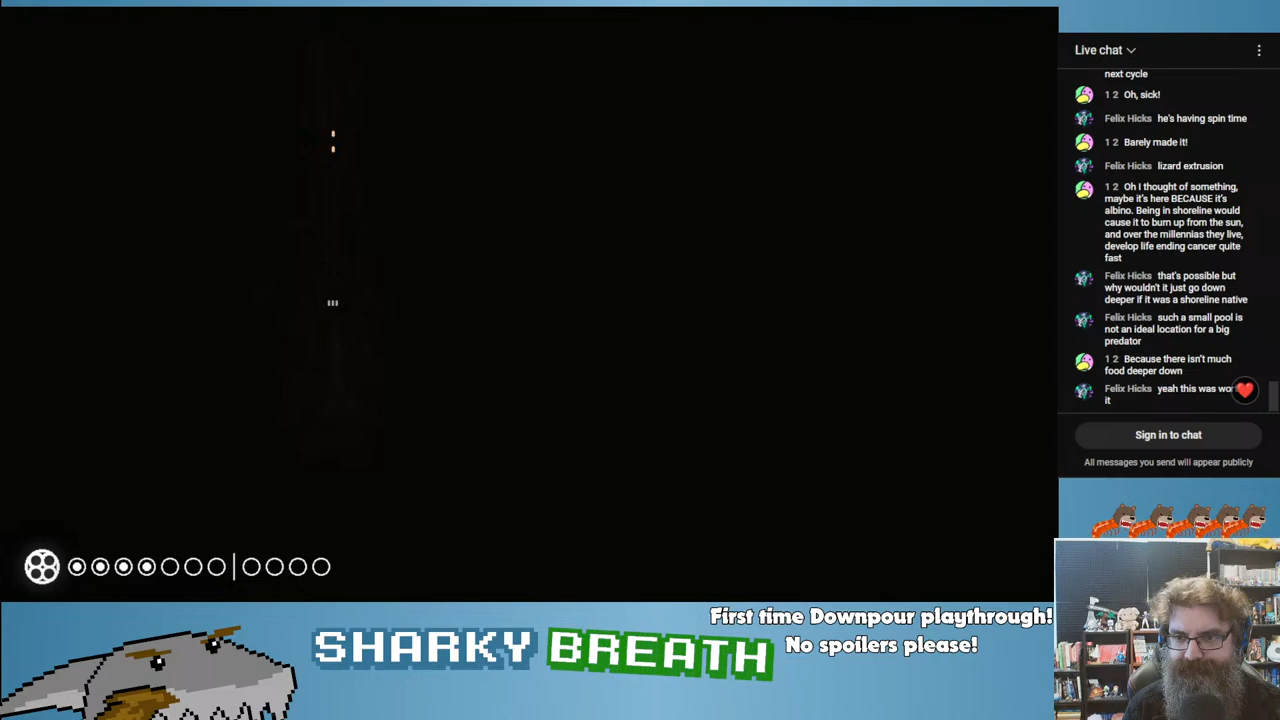 Live chat
next cycle
1 2 Oh, sick!
Felix Hicks he's having spin time
1 2 Barely made it!
Felix Hicks lizard extrusion
1 2 Oh I thought of something,
maybe it's here BECAUSE it's
albino. Being in shoreline would
cause it to burn up from the sun,
and over the millennias they live,
develop life ending cancer quite
fast
Felix Hicks that's possible but
why wouldn't it just go down
deeper if it was a shoreline native
Felix Hicks such a small pool is
not an ideal location for a big
predator
1 2 Because there isn't much
food deeper down
Felix Hicks yeah this was
it
Sign in to chat
All messages you send will appear publicly
First time Downpour playthrough!
No spoilers please!
SHARKY BREATH